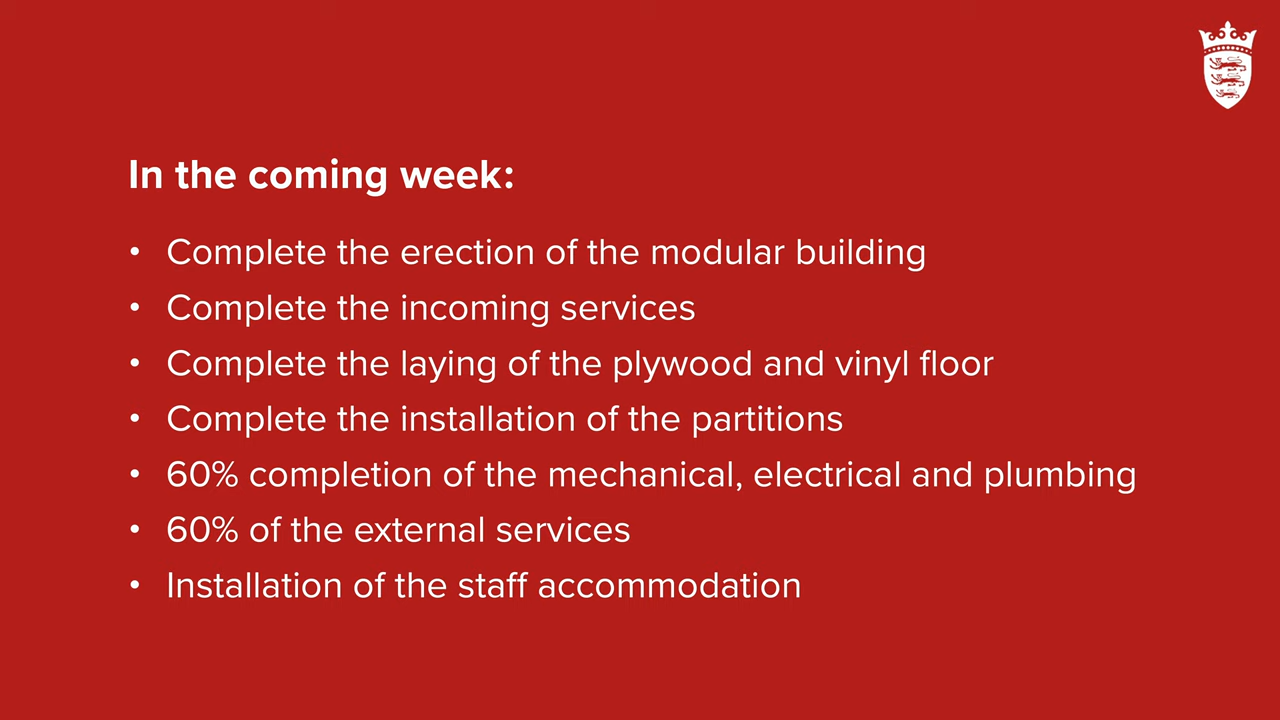 In the coming week:
• Complete the erection of the modular building
• Complete the incoming services
• Complete the laying of the plywood and vinyl floor
• Complete the installation of the partitions
• 60% completion of the mechanical, electrical and plumbing
• 60% of the external services
• Installation of the staff accommodation